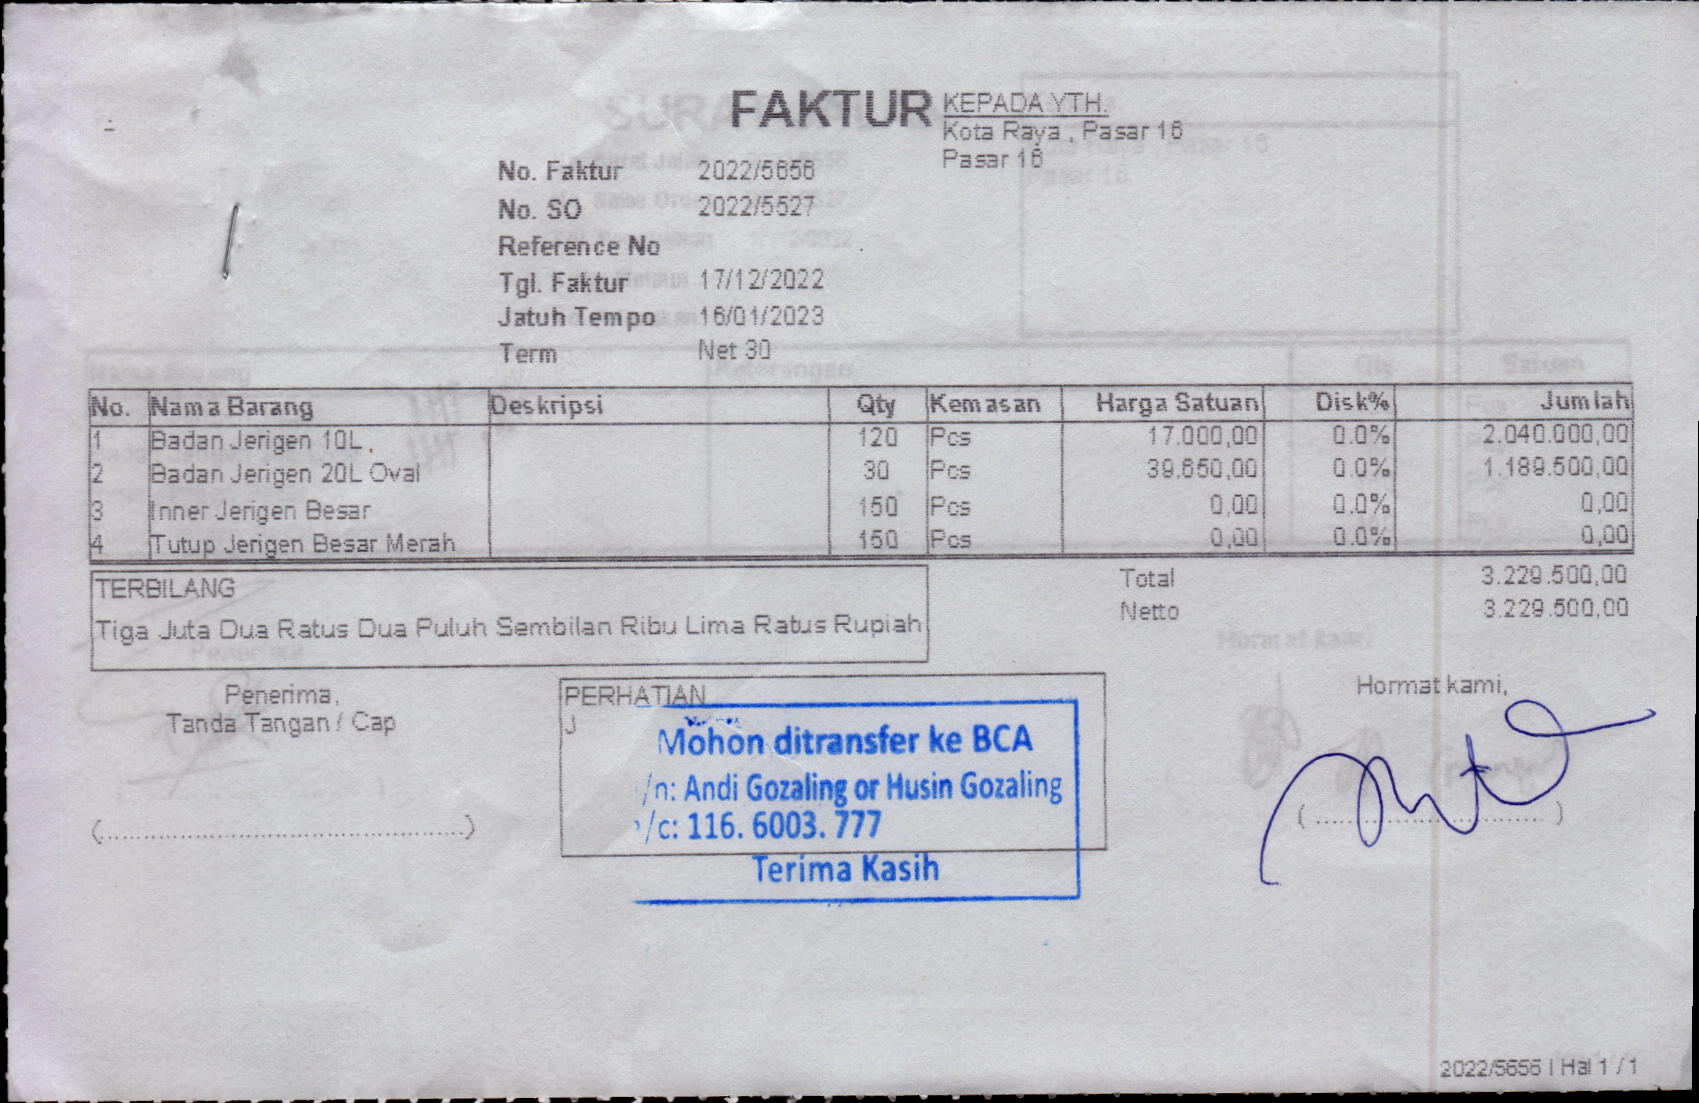 FAKTUR
KEPADA YTH.
Kota Raya , Pasar 16
Pasar 16
No. Faktur 2022/5656
No. SO 2022/5527
Reference No
Tgl. Faktur 17/12/2022
Jatuh Tempo 16/01/2023
Term Net 30
No. Nama Barang Deskripsi Qty Kemasan Harga Satuan Disk% Jumlah
1 Badan Jerigen 10L 120 Pcs 17.000,00 0.0% 2.040.000,00
2 Badan Jerigen 20L Oval 30 Pcs 39.650,00 0.0% 1.189.500,00
3 Inner Jerigen Besar 150 Pcs 0,00 0.0% 0,00
4 Tutup Jerigen Besar Merah 150 Pcs 0,00 0.0% 0,00
TERBILANG
Tiga Juta Dua Ratus Dua Puluh Sembilan Ribu Lima Ratus Rupiah
Total 3.229.500,00
Netto 3.229.500,00
Penerima,
Tanda Tangan / Cap
(..................................................)
PERHATIAN
J
Mohon ditransfer ke BCA
/n: Andi Gozaling or Husin Gozaling
/c: 116. 6003. 777
Terima Kasih
Hormat kami,
( ................................ )
2022/5656 | Hal 1 / 1